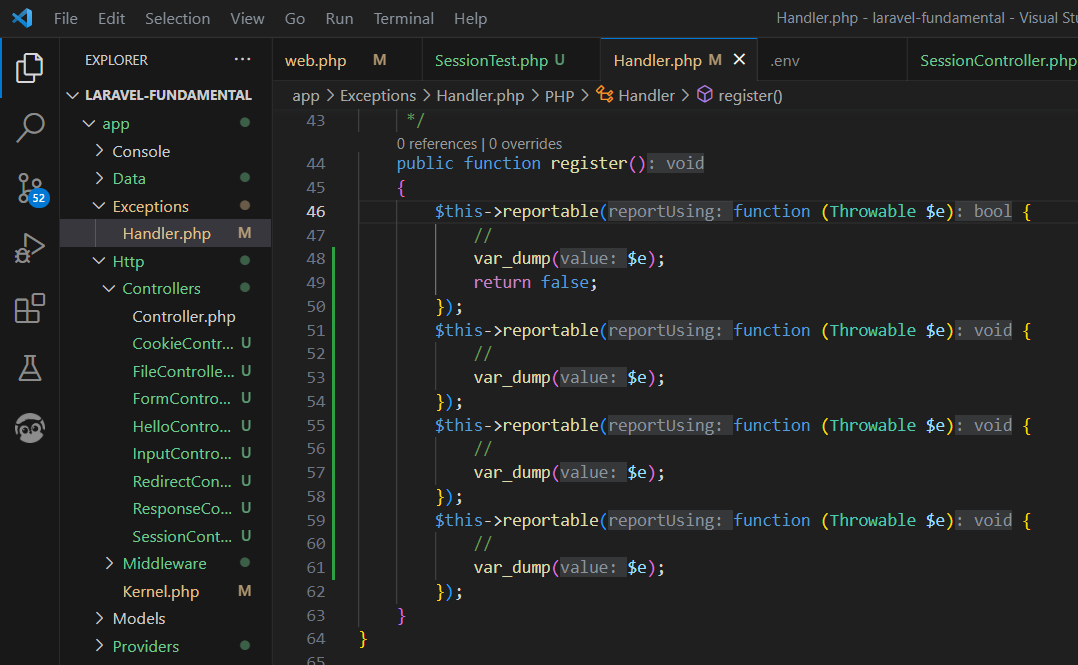 File Edit Selection View Go Run Terminal Help
Handler.php - laravel-fundamental - Visual Stu
EXPLORER ...
web.php M SessionTest.php U Handler.php M .env SessionController.php
LARAVEL-FUNDAMENTAL
app
Console
Data
Exceptions
Handler.php M
Http
Controllers
Controller.php
CookieContr... U
FileControlle... U
FormContro... U
HelloContro... U
InputContro... U
RedirectCon... U
ResponseCo... U
SessionCont... U
Middleware
Kernel.php M
Models
Providers
52
app > Exceptions > Handler.php > PHP > Handler > register()
43 */
0 references | 0 overrides
44 public function register(): void
45 {
46 $this->reportable(reportUsing: function (Throwable $e): bool {
47 //
48 var_dump(value: $e);
49 return false;
50 });
51 $this->reportable(reportUsing: function (Throwable $e): void {
52 //
53 var_dump(value: $e);
54 });
55 $this->reportable(reportUsing: function (Throwable $e): void {
56 //
57 var_dump(value: $e);
58 });
59 $this->reportable(reportUsing: function (Throwable $e): void {
60 //
61 var_dump(value: $e);
62 });
63 }
64 }
65